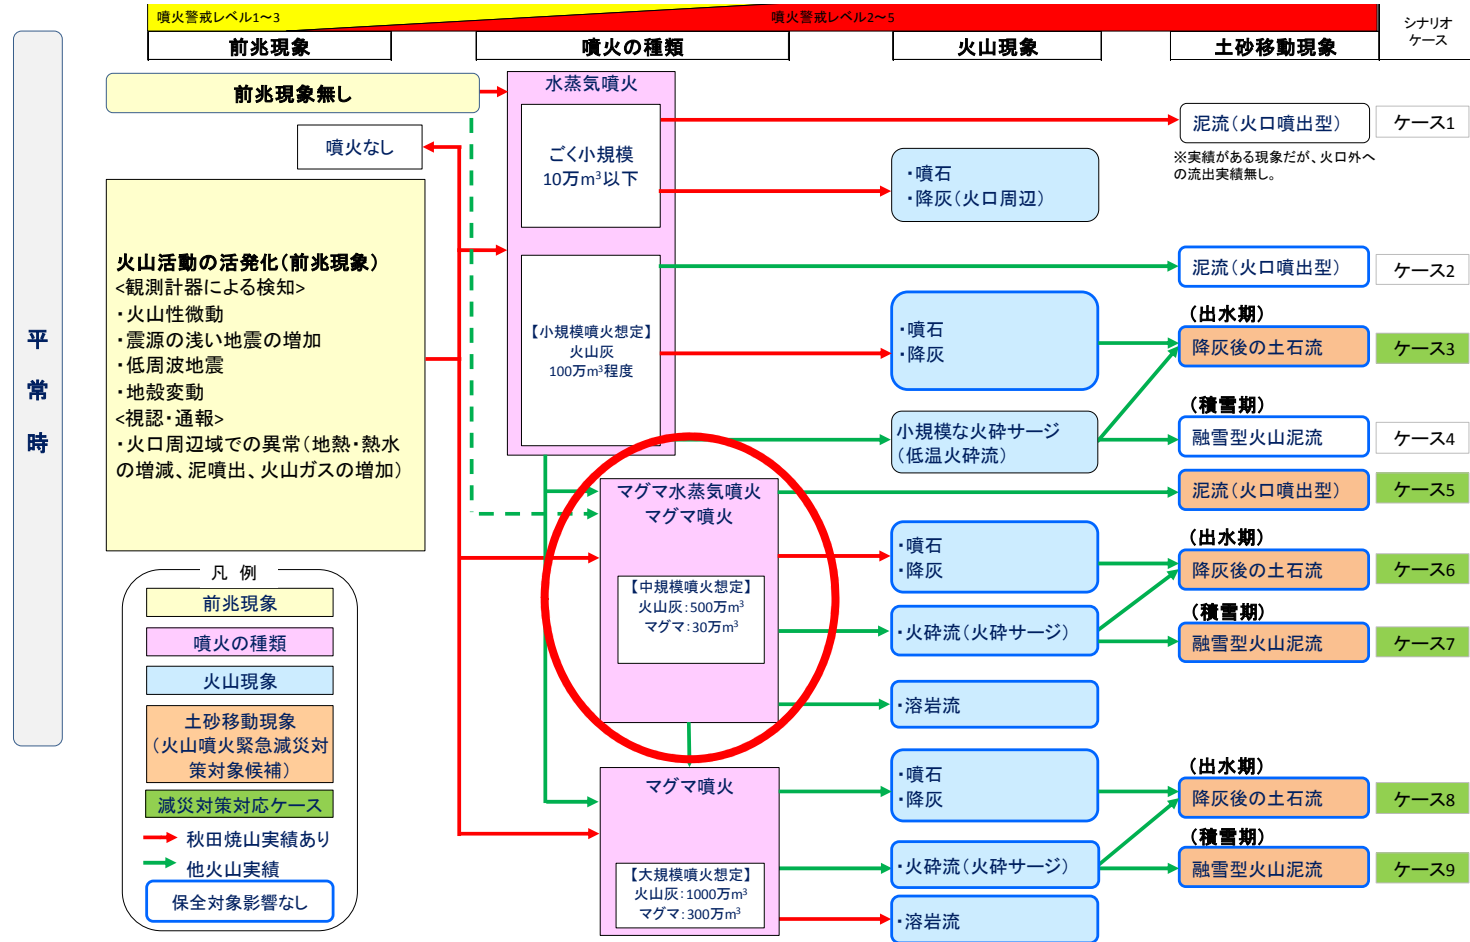 噴火警戒レベル1～3
噴火警戒レベル2～5
前兆現象
噴火の種類
火山現象
土砂移動現象
シナリオ
ケース
平常時
前兆現象無し
噴火なし
火山活動の活発化(前兆現象)
<観測計器による検知>
・火山性微動
・震源の浅い地震の増加
・低周波地震
・地殻変動
<視認・通報>
・火口周辺域での異常(地熱・熱水
の増減、泥噴出、火山ガスの増加)
水蒸気噴火
ごく小規模
10万m³以下
【小規模噴火想定】
火山灰
100万m³程度
マグマ水蒸気噴火
マグマ噴火
【中規模噴火想定】
火山灰:500万m³
マグマ:30万m³
マグマ噴火
【大規模噴火想定】
火山灰:1000万m³
マグマ:300万m³
・噴石
・降灰(火口周辺)
・噴石
・降灰
小規模な火砕サージ
(低温火砕流)
・噴石
・降灰
・火砕流(火砕サージ)
・溶岩流
・噴石
・降灰
・火砕流(火砕サージ)
・溶岩流
泥流(火口噴出型)
ケース1
※実績がある現象だが、火口外へ
の流出実績無し。
泥流(火口噴出型)
ケース2
(出水期)
降灰後の土石流
ケース3
(積雪期)
融雪型火山泥流
ケース4
泥流(火口噴出型)
ケース5
(出水期)
降灰後の土石流
ケース6
(積雪期)
融雪型火山泥流
ケース7
(出水期)
降灰後の土石流
ケース8
(積雪期)
融雪型火山泥流
ケース9
凡 例
前兆現象
噴火の種類
火山現象
土砂移動現象
(火山噴火緊急減災対
策対象候補)
減災対策対応ケース
秋田焼山実績あり
他火山実績
保全対象影響なし